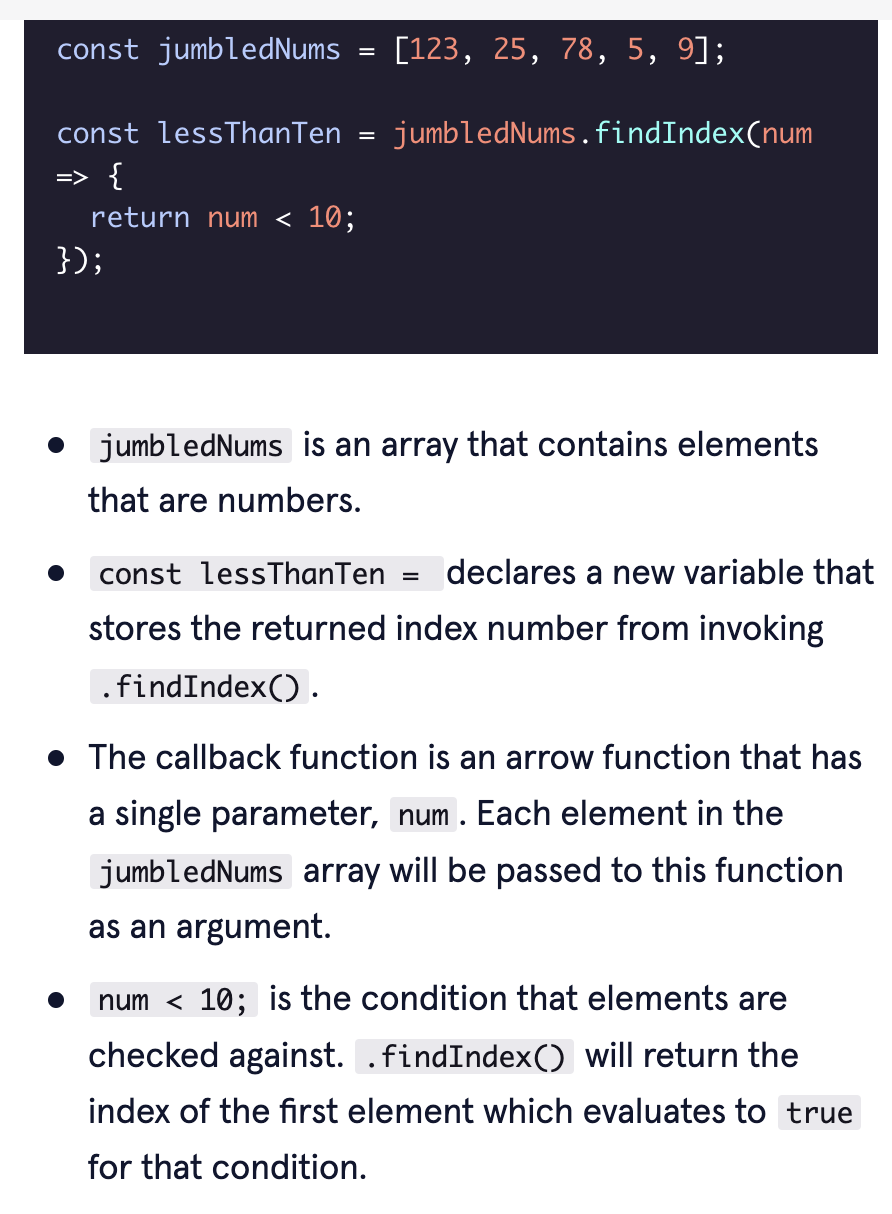 const jumbledNums = [123, 25, 78, 5, 9];
const lessThanTen = jumbledNums.findIndex(num
=> {
return num < 10;
});
• jumbledNums is an array that contains elements
that are numbers.
• const lessThanTen = declares a new variable that
stores the returned index number from invoking
.findIndex().
• The callback function is an arrow function that has
a single parameter, num. Each element in the
jumbledNums array will be passed to this function
as an argument.
• num < 10; is the condition that elements are
checked against. .findIndex() will return the
index of the first element which evaluates to true
for that condition.